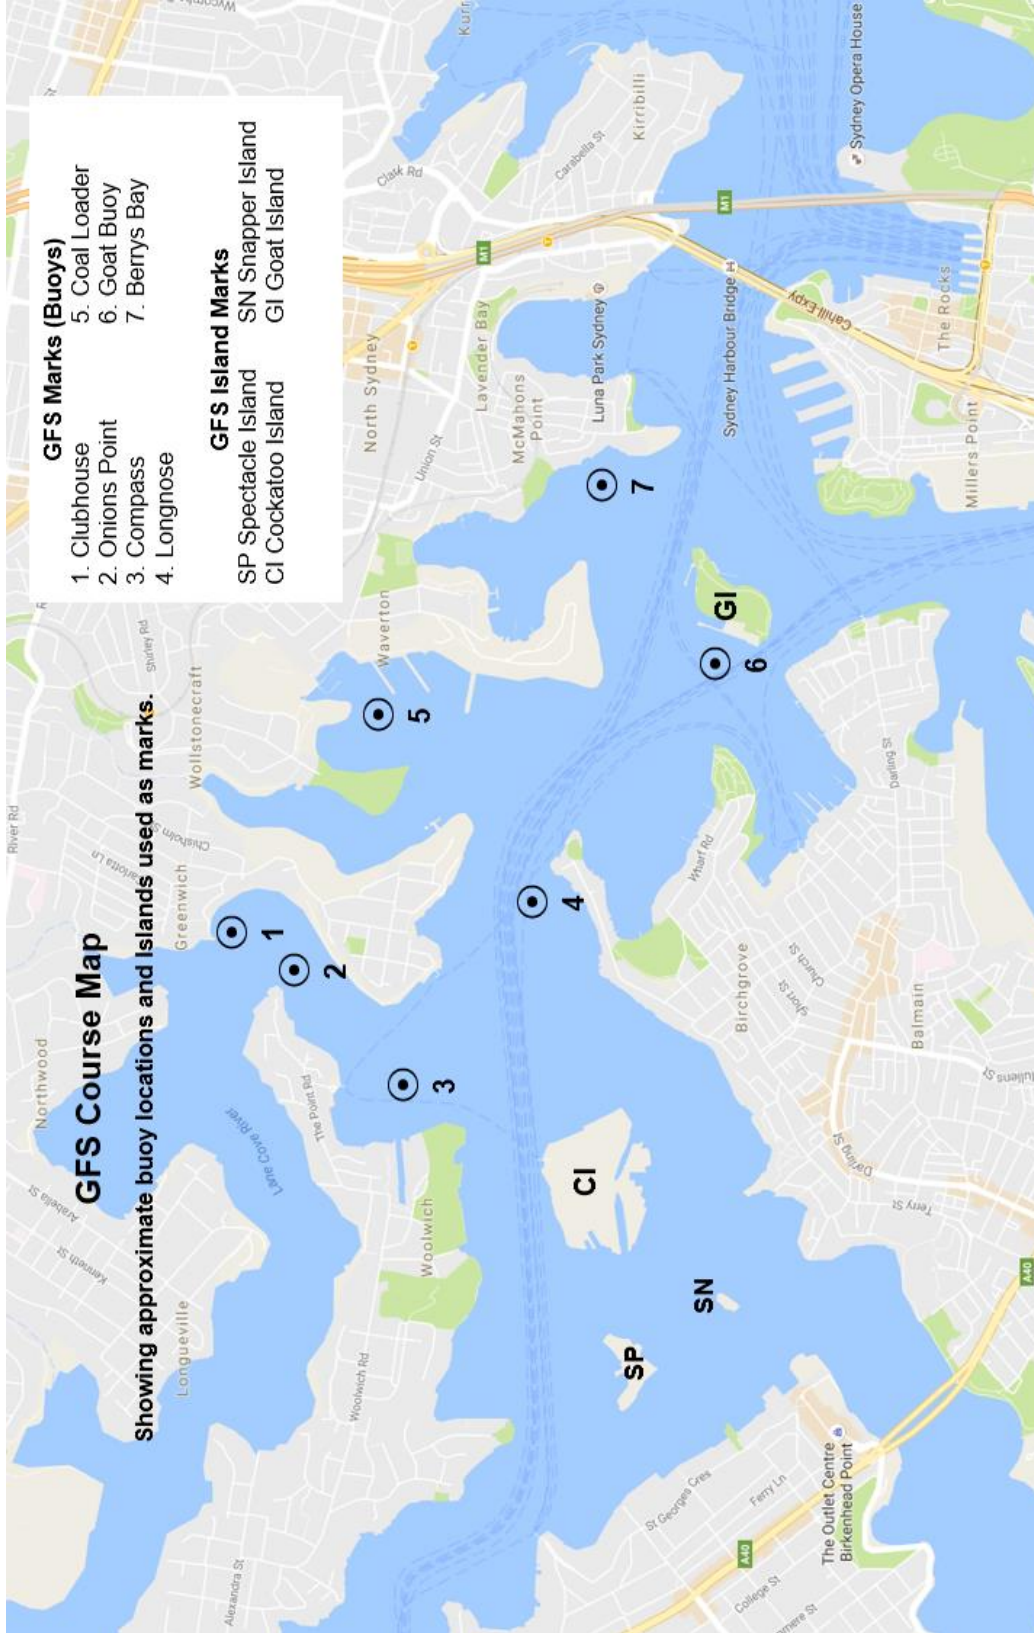 GFS Course Map
Showing approximate buoy locations and Islands used as marks.
GFS Marks (Buoys)
1. Clubhouse
2. Onions Point
3. Compass
4. Longnose
5. Coal Loader
6. Goat Buoy
7. Berrys Bay
GFS Island Marks
SP Spectacle Island
CI Cockatoo Island
SN Snapper Island
GI Goat Island
River Rd
Northwood
Arabella St
Kenneth St
Longueville
Lane Cove River
The Point Rd
Woolwich
Woolwich Rd
Alexandra St
Greenwich
Chisholm S
Wollstonecraft
Shirley Rd
Waverton
North Sydney
Union St
Lavender Bay
McMahons
Point
Luna Park Sydney
Clark Rd
Carabella St
Kirribilli
Kurr
M1
M1
Sydney Harbour Bridge
Sydney Opera House
Cahill Expy
The Rocks
Millers Point
1
2
3
4
5
6
7
CI
SP
SN
GI
Wharf Rd
Birchgrove
Short St
Church St
Balmain
Darling St
Darling St
Terry St
A40
A40
St Georges Cres
Ferry Ln
College St
The Outlet Centre
Birkenhead Point